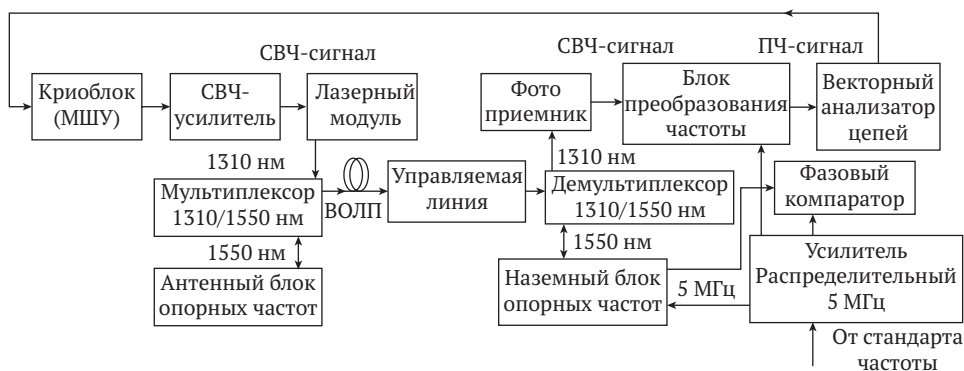 СВЧ-сигнал
СВЧ-сигнал
ПЧ-сигнал
Криоблок
(МШУ)
СВЧ-
усилитель
Лазерный
модуль
Фото
приемник
Блок
преобразования
частоты
Векторный
анализатор
цепей
1310 нм
1310 нм
Мультиплексор
1310/1550 нм
ВОЛП
Управляемая
линия
Демультиплексор
1310/1550 нм
Фазовый
компаратор
1550 нм
1550 нм
Антенный блок
опорных частот
Наземный блок
опорных частот
5 МГц
Усилитель
Распределительный
5 МГц
От стандарта
частоты